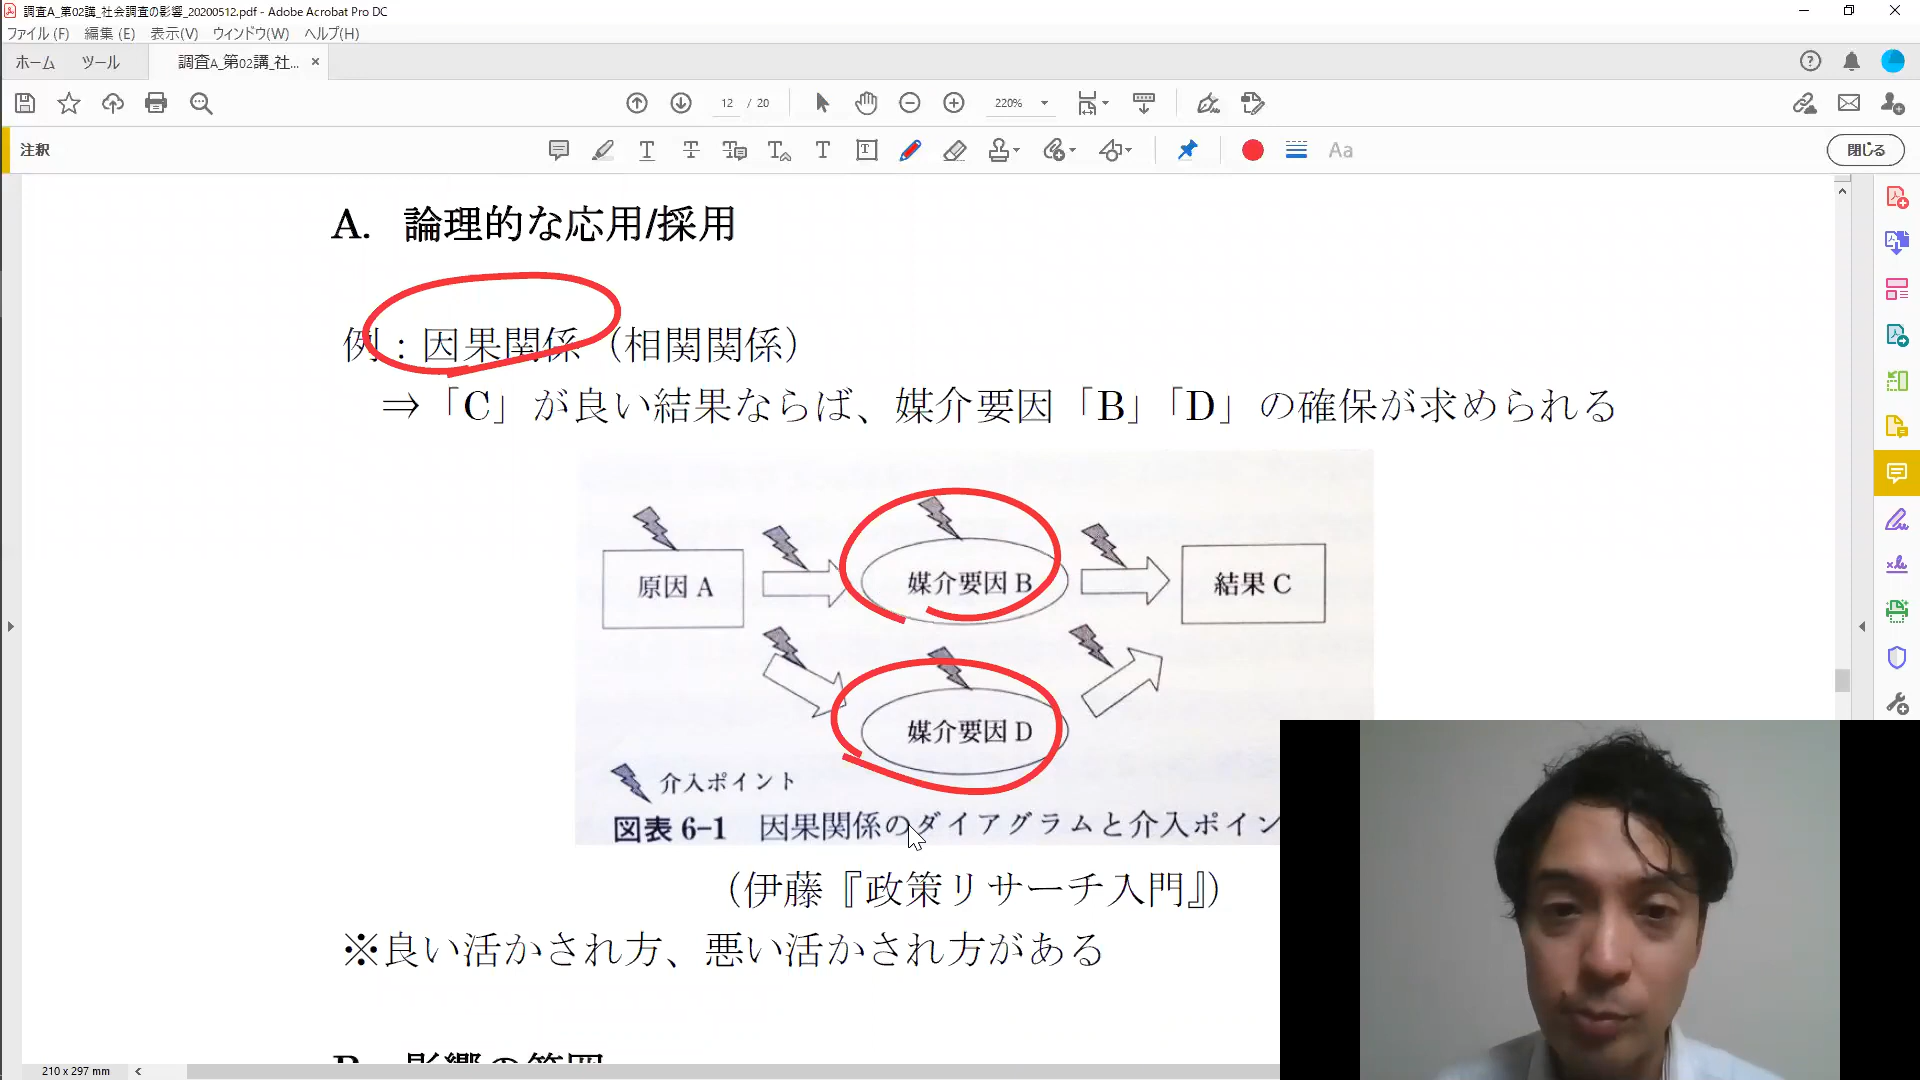 調査A_第02講_社会調査の影響_20200512.pdf - Adobe Acrobat Pro DC
ファイル(F) 編集(E) 表示(V) ウィンドウ(W) ヘルプ(H)
ホーム ツール 調査A_第02講_社... ×
12 / 20 220%
注釈 Aa 閉じる
A. 論理的な応用/採用
例：因果関係（相関関係）
⇒「C」が良い結果ならば、媒介要因「B」「D」の確保が求められる
原因 A 媒介要因 B 結果 C
媒介要因 D
介入ポイント
図表 6-1 因果関係のダイアグラムと介入ポイン
（伊藤『政策リサーチ入門』）
※良い活かされ方、悪い活かされ方がある
210 x 297 mm